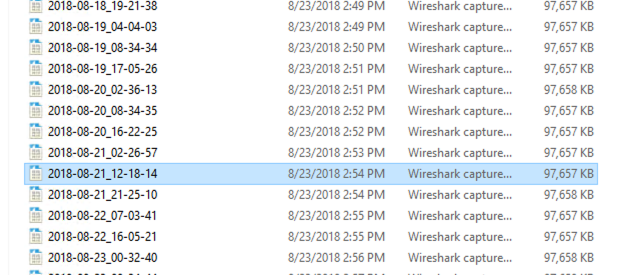 2018-08-18_19-21-38 8/23/2018 2:49 PM Wireshark capture... 97,657 KB
2018-08-19_04-04-03 8/23/2018 2:49 PM Wireshark capture... 97,657 KB
2018-08-19_08-34-34 8/23/2018 2:50 PM Wireshark capture... 97,657 KB
2018-08-19_17-05-26 8/23/2018 2:51 PM Wireshark capture... 97,657 KB
2018-08-20_02-36-13 8/23/2018 2:51 PM Wireshark capture... 97,658 KB
2018-08-20_08-34-35 8/23/2018 2:52 PM Wireshark capture... 97,657 KB
2018-08-20_16-22-25 8/23/2018 2:52 PM Wireshark capture... 97,657 KB
2018-08-21_02-26-57 8/23/2018 2:53 PM Wireshark capture... 97,657 KB
2018-08-21_12-18-14 8/23/2018 2:54 PM Wireshark capture... 97,657 KB
2018-08-21_21-25-10 8/23/2018 2:54 PM Wireshark capture... 97,658 KB
2018-08-22_07-03-41 8/23/2018 2:55 PM Wireshark capture... 97,657 KB
2018-08-22_16-05-21 8/23/2018 2:55 PM Wireshark capture... 97,657 KB
2018-08-23_00-32-40 8/23/2018 2:56 PM Wireshark capture... 97,658 KB